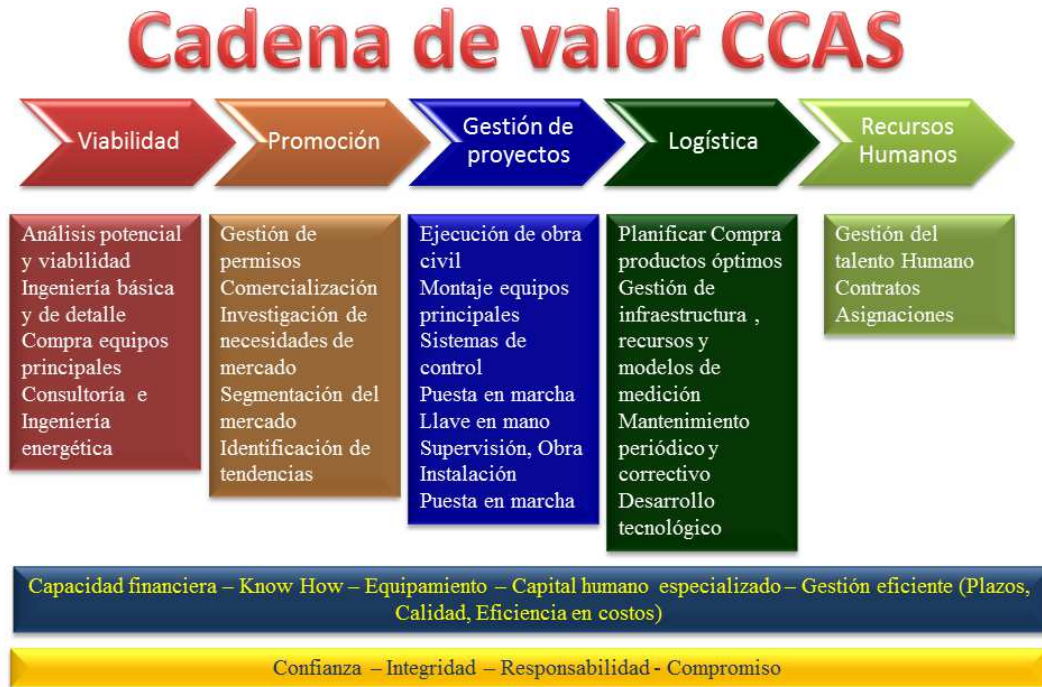 Cadena de valor CCAS
Viabilidad
Promoción
Gestión de
proyectos
Logística
Recursos
Humanos
Análisis potencial
y viabilidad
Ingeniería básica
y de detalle
Compra equipos
principales
Consultoría e
Ingeniería
energética
Gestión de
permisos
Comercialización
Investigación de
necesidades de
mercado
Segmentación del
mercado
Identificación de
tendencias
Ejecución de obra
civil
Montaje equipos
principales
Sistemas de
control
Puesta en marcha
Llave en mano
Supervisión, Obra
Instalación
Puesta en marcha
Planificar Compra
productos óptimos
Gestión de
infraestructura ,
recursos y
modelos de
medición
Mantenimiento
periódico y
correctivo
Desarrollo
tecnológico
Gestión del
talento Humano
Contratos
Asignaciones
Capacidad financiera – Know How – Equipamiento – Capital humano especializado – Gestión eficiente (Plazos,
Calidad, Eficiencia en costos)
Confianza – Integridad – Responsabilidad - Compromiso